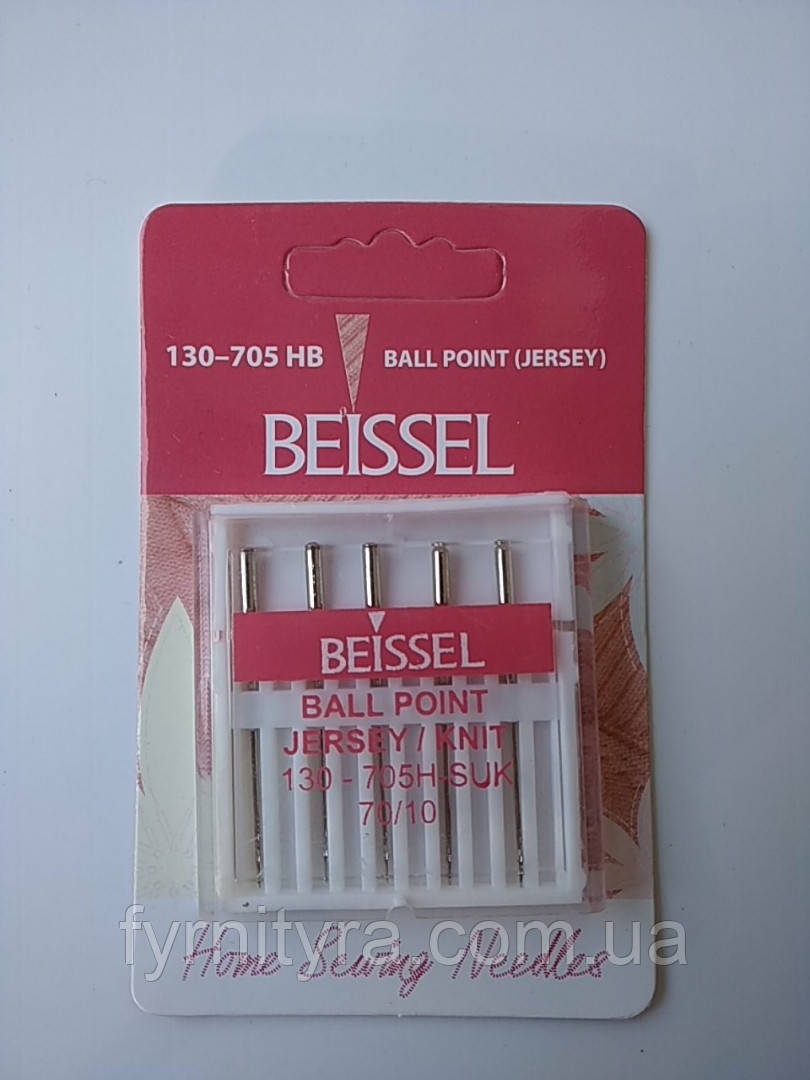 130–705 HB BALL POINT (JERSEY)
BEISSEL
BEISSEL
BALL POINT
JERSEY / KNIT
130 - 705H-SUK
70/10
fyrnityra.com.ua
Home Sewing Needles